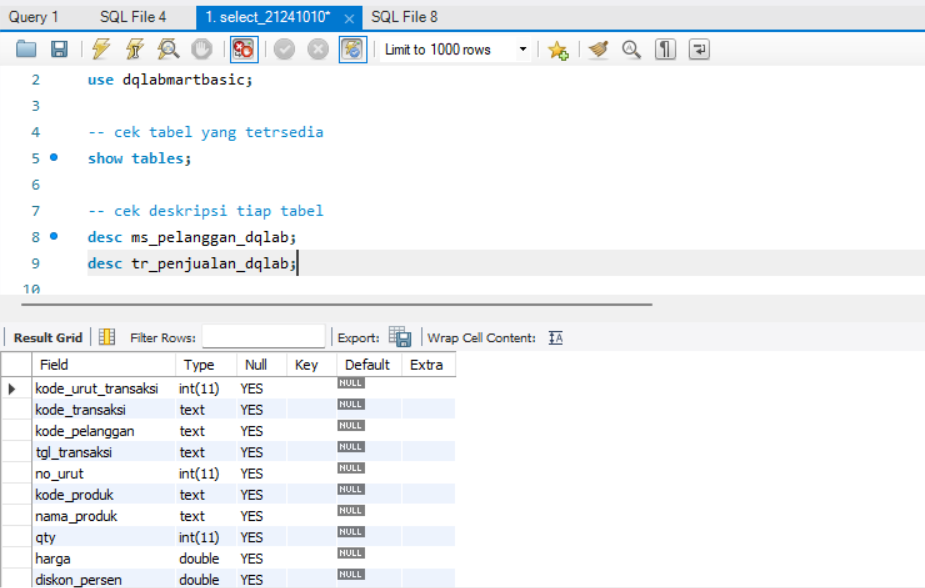 Query 1 SQL File 4 1. select_21241010* × SQL File 8
Limit to 1000 rows
2 use dqlabmartbasic;
3
4 -- cek tabel yang tetrsedia
5 show tables;
6
7 -- cek deskripsi tiap tabel
8 desc ms_pelanggan_dqlab;
9 desc tr_penjualan_dqlab;
10
Result Grid Filter Rows: Export: Wrap Cell Content: IA
Field Type Null Key Default Extra
kode_urut_transaksi int(11) YES NULL
kode_transaksi text YES NULL
kode_pelanggan text YES NULL
tgl_transaksi text YES NULL
no_urut int(11) YES NULL
kode_produk text YES NULL
nama_produk text YES NULL
qty int(11) YES NULL
harga double YES NULL
diskon_persen double YES NULL